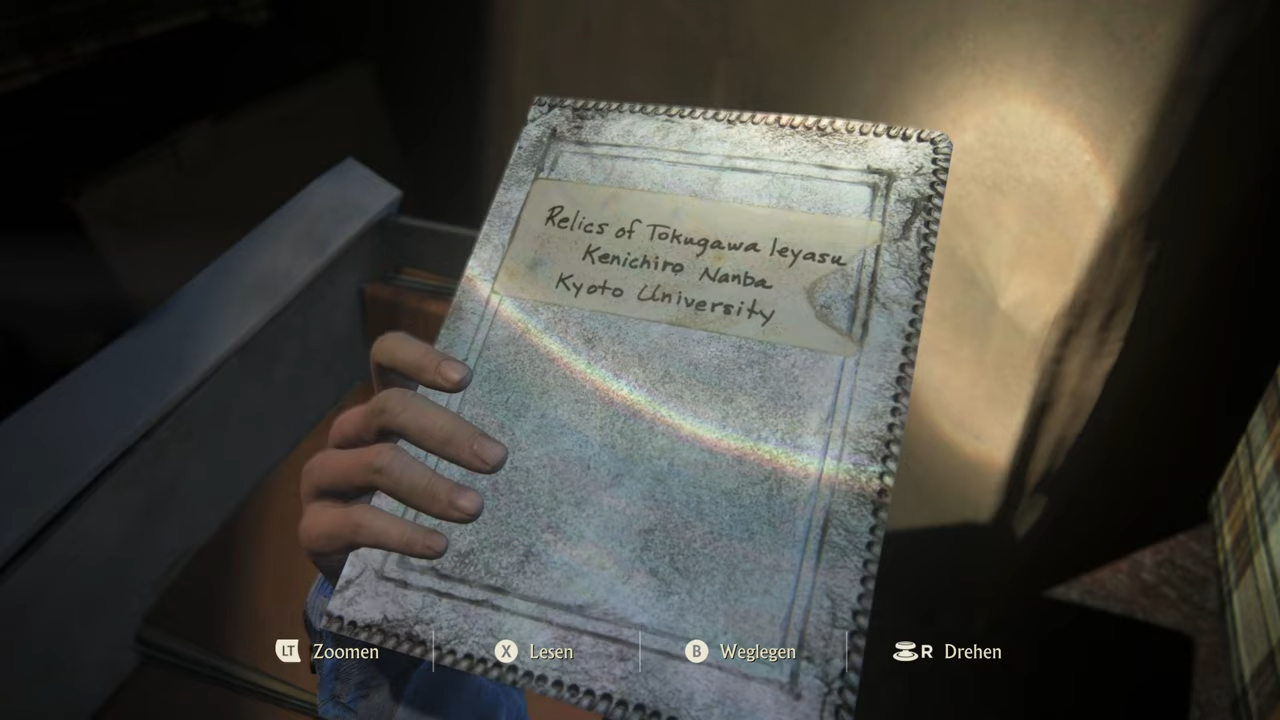 Relics of Tokugawa Ieyasu
Kenichiro Nanba
Kyoto University
LT Zoomen
X Lesen
B Weglegen
R Drehen